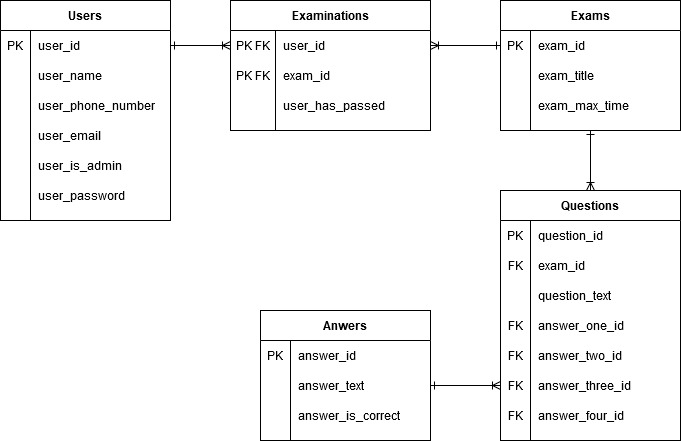 Users
PK user_id
user_name
user_phone_number
user_email
user_is_admin
user_password
Examinations
PK FK user_id
PK FK exam_id
user_has_passed
Exams
PK exam_id
exam_title
exam_max_time
Questions
PK question_id
FK exam_id
question_text
FK answer_one_id
FK answer_two_id
FK answer_three_id
FK answer_four_id
Anwers
PK answer_id
answer_text
answer_is_correct